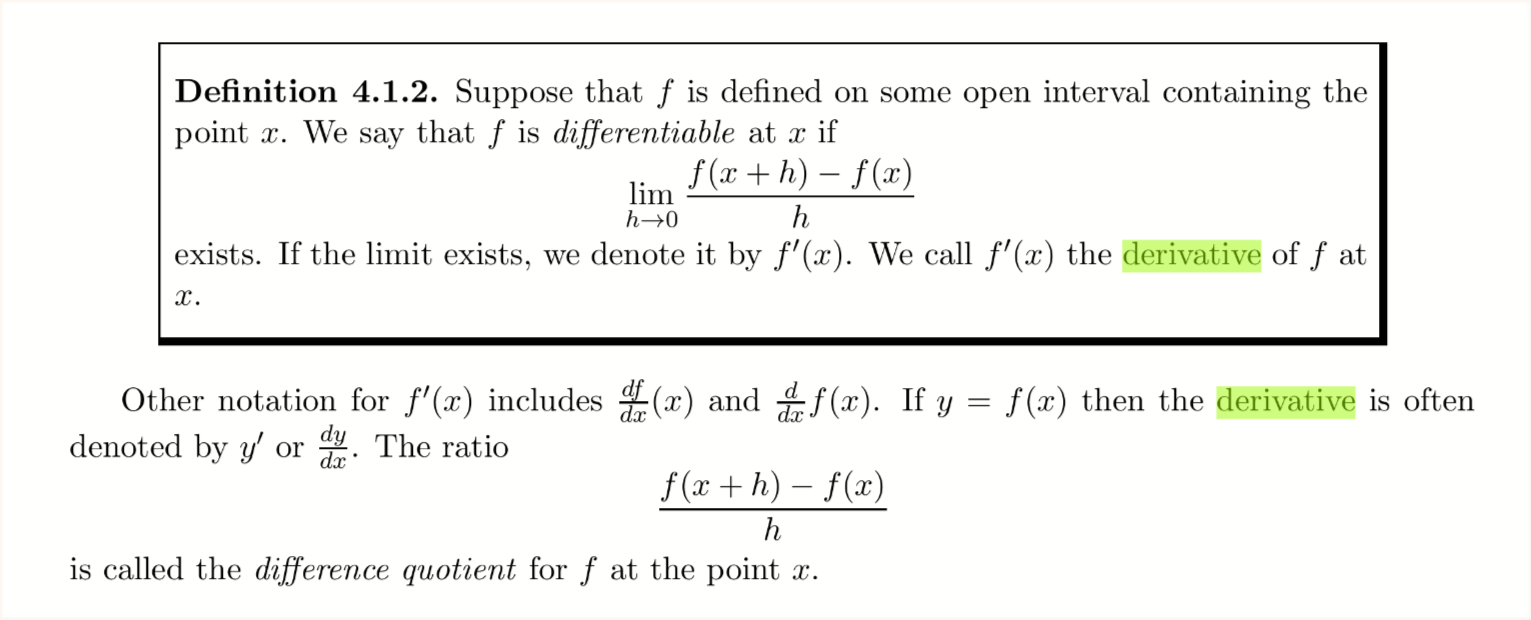 Definition 4.1.2. Suppose that f is defined on some open interval containing the
point x. We say that f is differentiable at x if
lim_{h→0} \frac{f(x + h) − f(x)}{h}
exists. If the limit exists, we denote it by f′(x). We call f′(x) the derivative of f at
x.
Other notation for f′(x) includes \frac{df}{dx}(x) and \frac{d}{dx}f(x). If y = f(x) then the derivative is often
denoted by y′ or \frac{dy}{dx}. The ratio
\frac{f(x + h) − f(x)}{h}
is called the difference quotient for f at the point x.